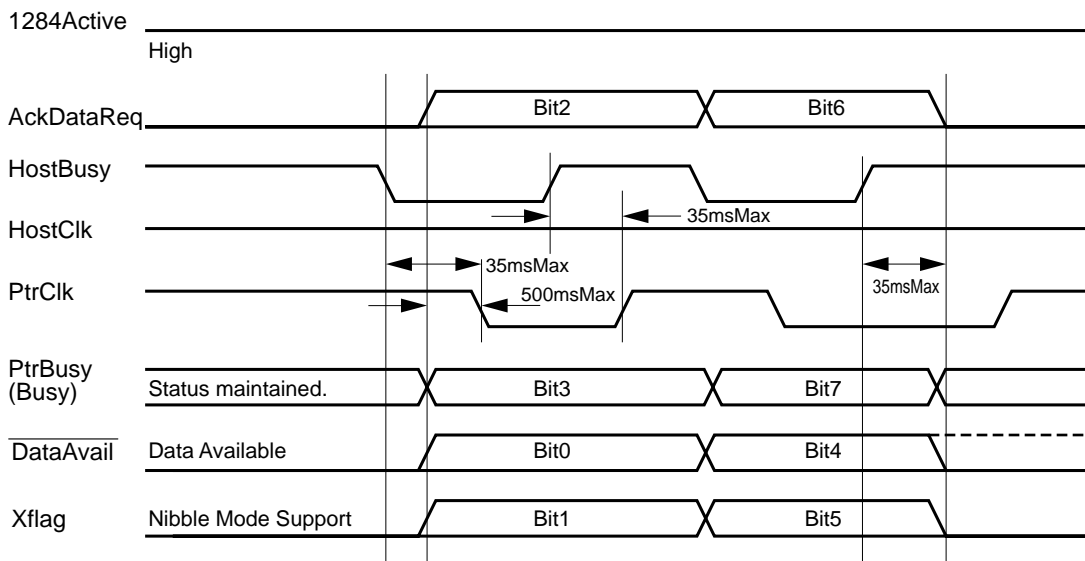 1284Active
High
AckDataReq
Bit2
Bit6
HostBusy
35msMax
HostClk
35msMax
35msMax
PtrClk
500msMax
PtrBusy
(Busy)
Status maintained.
Bit3
Bit7
DataAvail
Data Available
Bit0
Bit4
Xflag
Nibble Mode Support
Bit1
Bit5